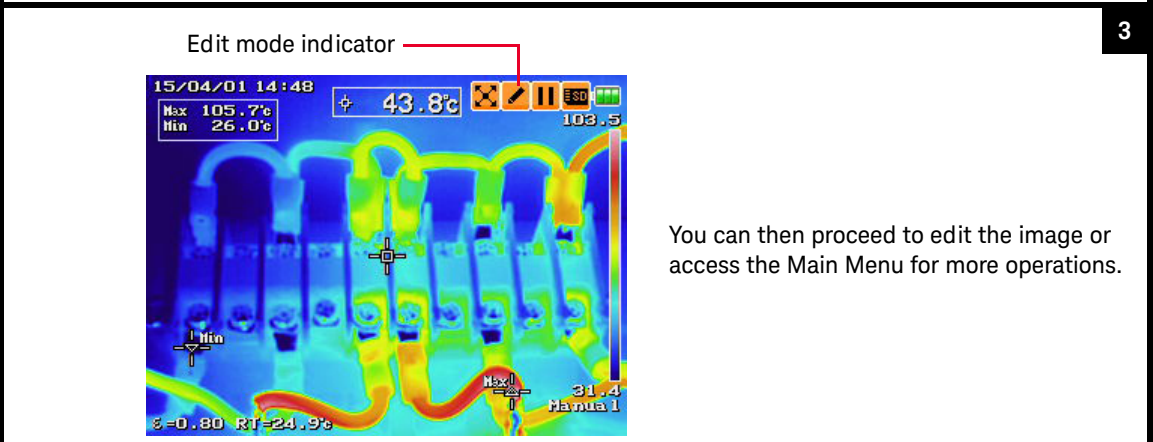 3
Edit mode indicator
15/04/01 14:48
43.8°c
SD
Max 105.7°c
Min 26.0°c
103.5
You can then proceed to edit the image or
access the Main Menu for more operations.
Min
Max
31.4
Manual
ε=0.80 RT=24.9°c